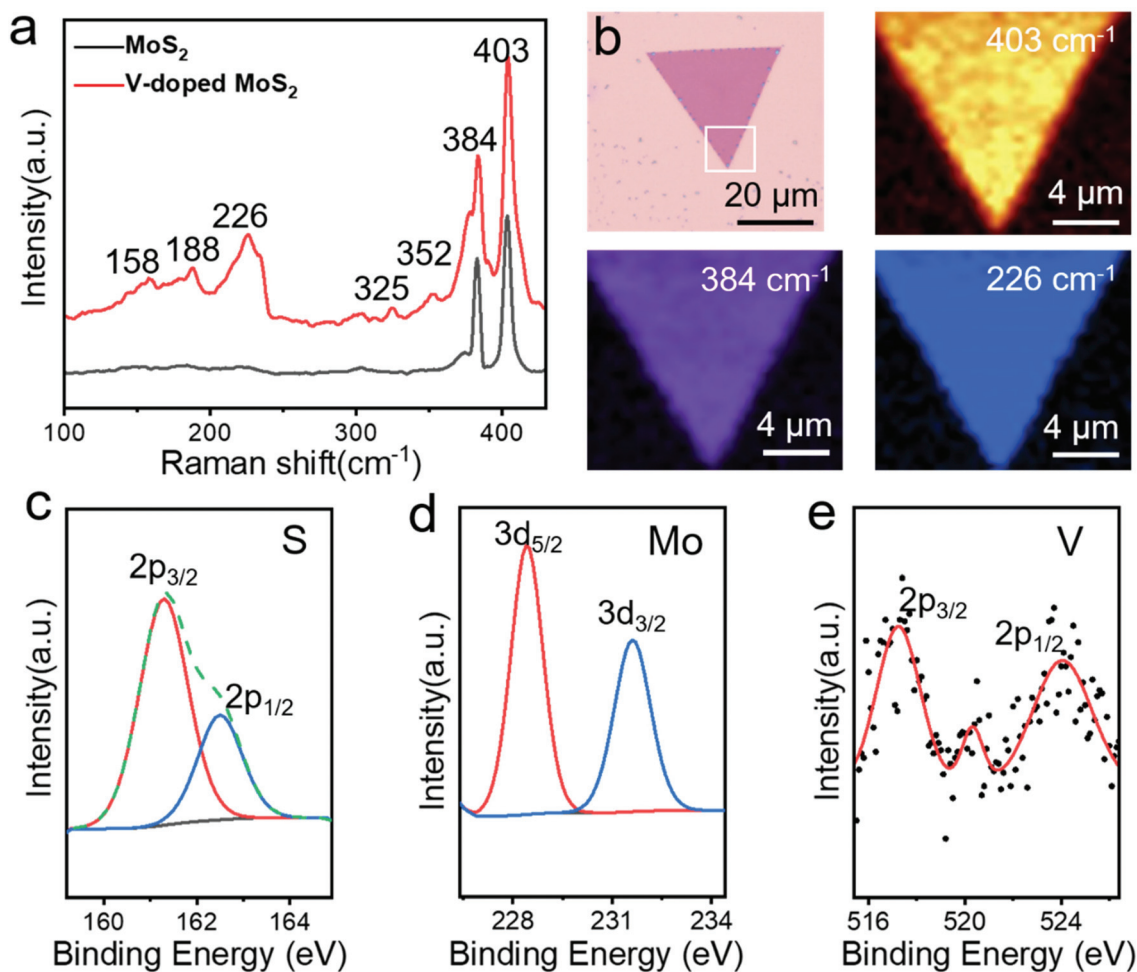 a
MoS₂
V-doped MoS₂
403
384
226
188
158
352
325
Intensity(a.u.)
100
200
300
400
Raman shift(cm⁻¹)
b
20 µm
403 cm⁻¹
4 µm
384 cm⁻¹
4 µm
226 cm⁻¹
4 µm
c
S
2p₃/₂
2p₁/₂
Intensity(a.u.)
160
162
164
Binding Energy (eV)
d
Mo
3d₅/₂
3d₃/₂
Intensity(a.u.)
228
231
234
Binding Energy (eV)
e
V
2p₃/₂
2p₁/₂
Intensity(a.u.)
516
520
524
Binding Energy (eV)